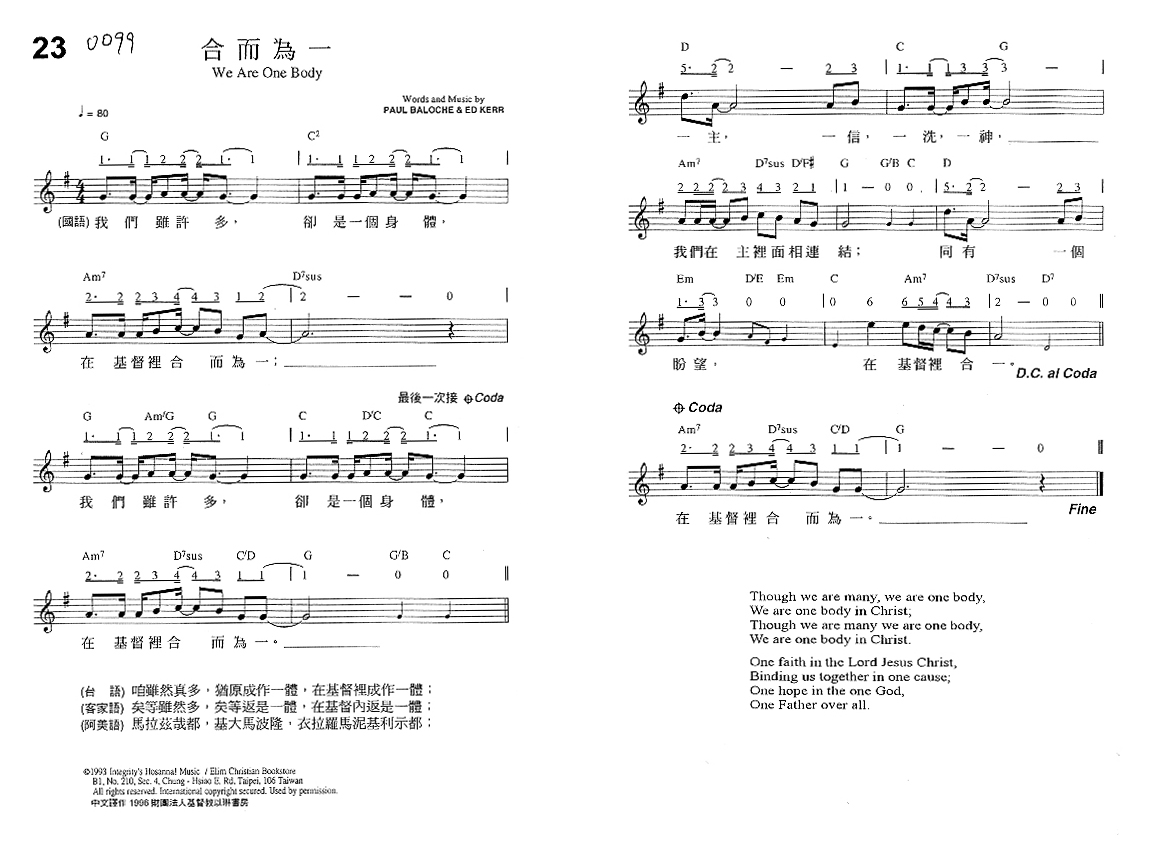 23 0099
合而為一
We Are One Body
Words and Music by
PAUL BALOCHE & ED KERR
♩ = 80
G C2
1· 1 1 2 2 1· 1 | 1· 1 1 2 2 1· 1 |
4/4
(國語) 我 們 雖 許 多， 卻 是一個 身 體，
Am7 D7sus
2· 2 2 3 4 4 3 1 2 | 2 — — 0 |
在 基督裡合 而為一；
最後一次接 𝄌 Coda
G Am/G G C D/C C
1· 1 1 2 2 1· 1 | 1· 1 1 2 2 1· 1 |
我 們 雖許 多， 卻 是一個身 體，
Am7 D7sus C/D G G/B C
2· 2 2 3 4 4 3 1 1 | 1 — 0 0 ‖
在 基督裡合 而為一。
(台 語) 咱雖然真多，猶原成作一體，在基督裡成作一體；
(客家語) 矣等雖然多，矣等返是一體，在基督內返是一體；
(阿美語) 馬拉茲哉都，基大馬波隆，衣拉羅馬泥基利示都；
©1993 Integrity's Hosanna! Music / Elim Christian Bookstore
B1, No. 210, Sec. 4, Chung - Hsiao E. Rd, Taipei, 106 Taiwan
All rights reserved. International copyright secured. Used by permission.
中文譯作 1996 財團法人基督教以琳書房
D C G
5· 2 2 — 2 3 | 1· 1 1 3 3 3 — |
一主， 一信， 一洗，一神，
Am7 D7sus D/F# G G/B C D
2 2 2 2 3 4 3 2 1 | 1 — 0 0 | 5· 2 2 — 2 3 |
我們在 主裡面相連 結； 同有 一個
Em D/E Em C Am7 D7sus D7
1· 3 3 0 0 | 0 6 6 5 4 4 3 | 2 — 0 0 ‖
盼望， 在 基督裡 合 一。
D.C. al Coda
𝄌 Coda
Am7 D7sus C/D G
2· 2 2 3 4 4 3 1 1 | 1 — — 0 ‖
在 基督裡合 而為一。
Fine
Though we are many, we are one body,
We are one body in Christ;
Though we are many we are one body,
We are one body in Christ.
One faith in the Lord Jesus Christ,
Binding us together in one cause;
One hope in the one God,
One Father over all.